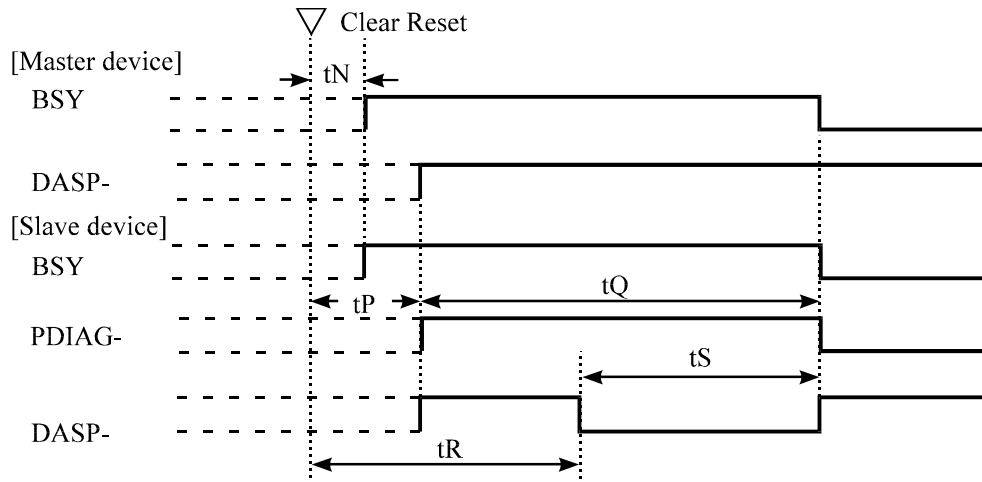 Clear Reset
[Master device]
tN
BSY
DASP-
[Slave device]
BSY
tP
tQ
PDIAG-
tS
DASP-
tR